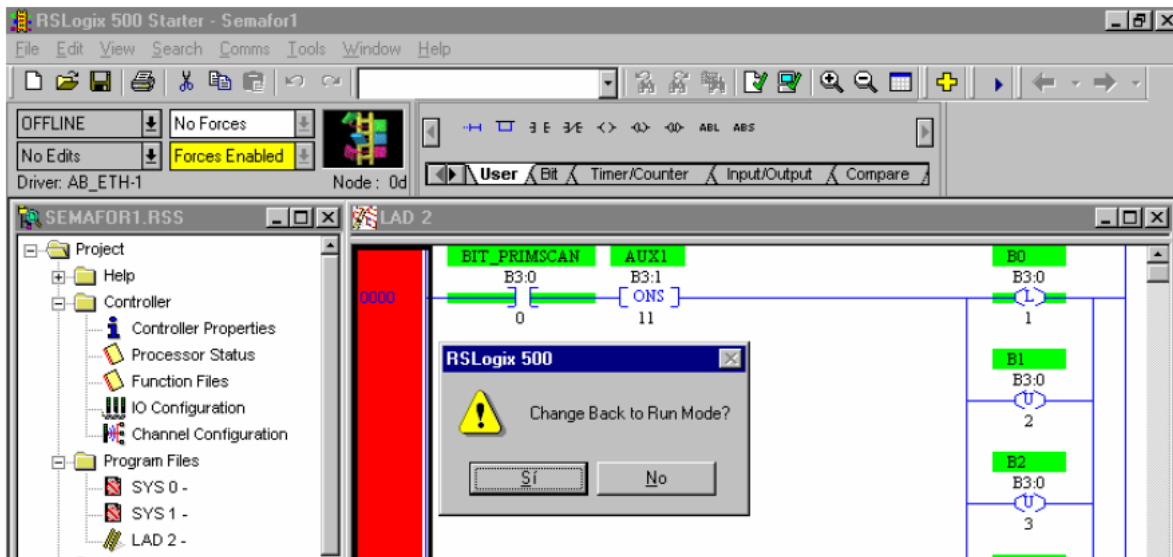 RSLogix 500 Starter - Semafor1
File Edit View Search Comms Tools Window Help
OFFLINE No Forces
No Edits Forces Enabled
Driver: AB_ETH-1 Node : 0d
ABL ABS
User Bit Timer/Counter Input/Output Compare
SEMAFOR1.RSS
Project
Help
Controller
Controller Properties
Processor Status
Function Files
IO Configuration
Channel Configuration
Program Files
SYS 0 -
SYS 1 -
LAD 2 -
LAD 2
BIT_PRIMSCAN AUX1 B0
B3:0 B3:1 B3:0
0000 ONS L
0 11 1
B1
B3:0
U
2
B2
B3:0
U
3
RSLogix 500
Change Back to Run Mode?
Sí No